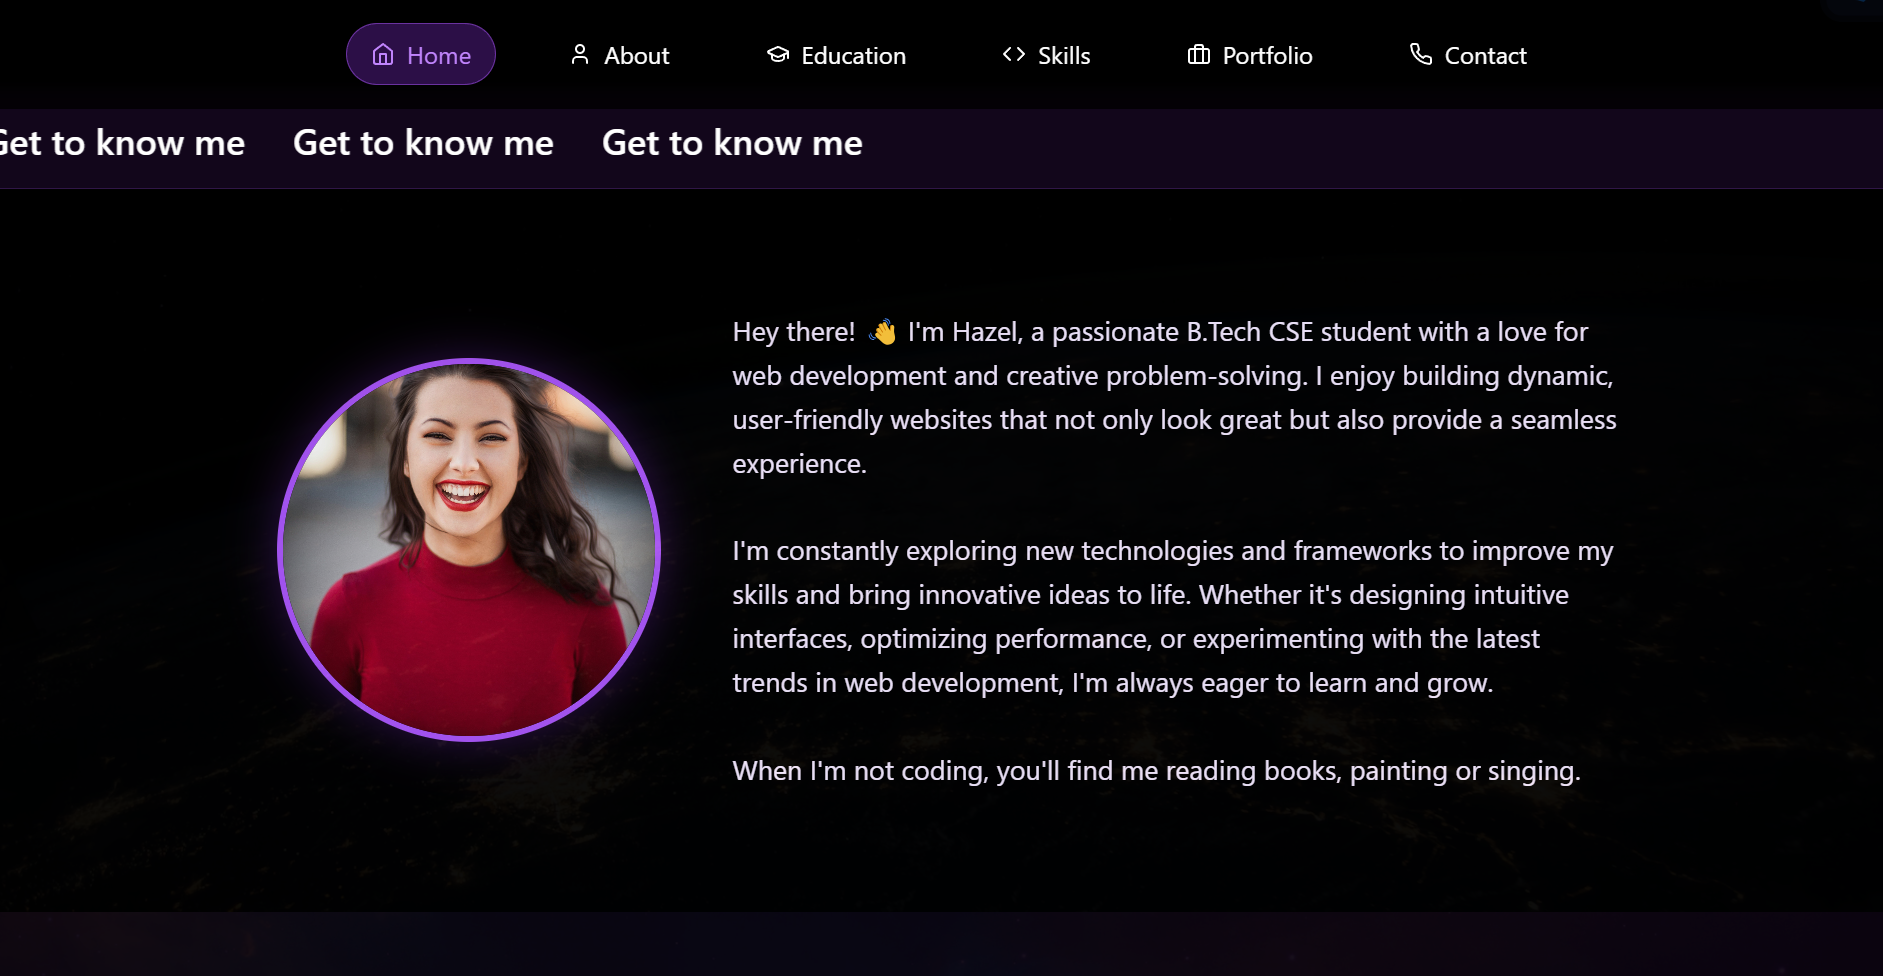 Home About Education Skills Portfolio Contact
Get to know me Get to know me Get to know me
Hey there! 👋 I'm Hazel, a passionate B.Tech CSE student with a love for
web development and creative problem-solving. I enjoy building dynamic,
user-friendly websites that not only look great but also provide a seamless
experience.
I'm constantly exploring new technologies and frameworks to improve my
skills and bring innovative ideas to life. Whether it's designing intuitive
interfaces, optimizing performance, or experimenting with the latest
trends in web development, I'm always eager to learn and grow.
When I'm not coding, you'll find me reading books, painting or singing.